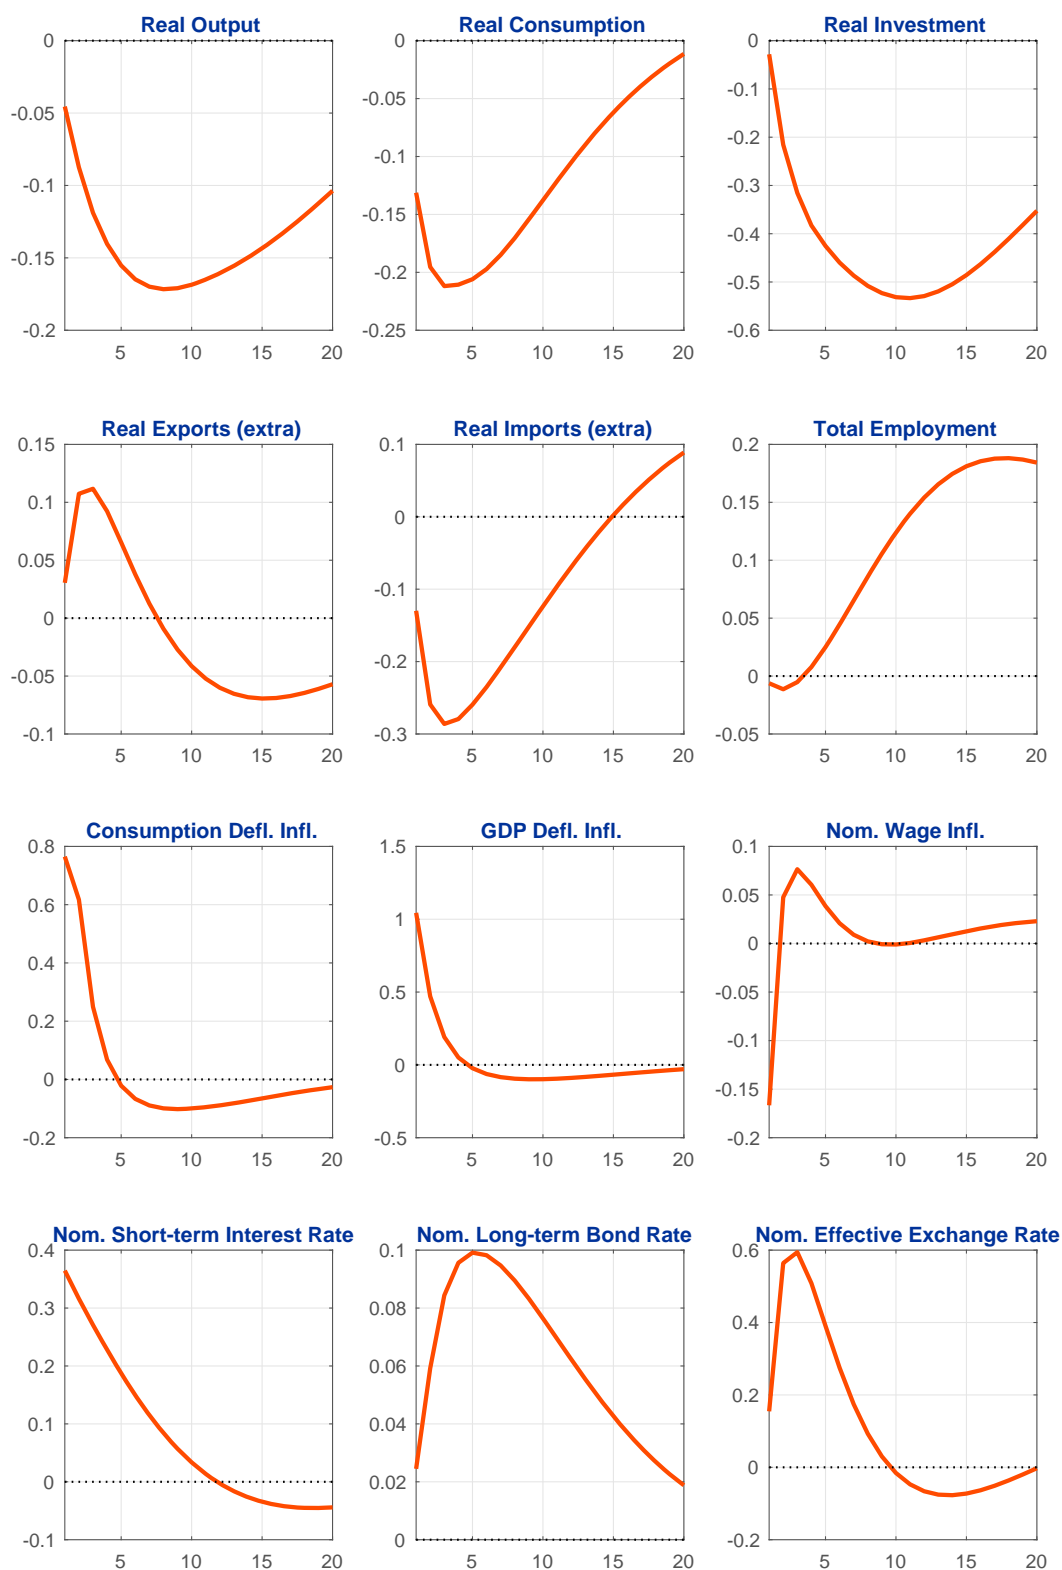 Real Output
0
-0.05
-0.1
-0.15
-0.2
5 10 15 20
Real Consumption
0
-0.05
-0.1
-0.15
-0.2
-0.25
5 10 15 20
Real Investment
0
-0.1
-0.2
-0.3
-0.4
-0.5
-0.6
5 10 15 20
Real Exports (extra)
0.15
0.1
0.05
0
-0.05
-0.1
5 10 15 20
Real Imports (extra)
0.1
0
-0.1
-0.2
-0.3
5 10 15 20
Total Employment
0.2
0.15
0.1
0.05
0
-0.05
5 10 15 20
Consumption Defl. Infl.
0.8
0.6
0.4
0.2
0
-0.2
5 10 15 20
GDP Defl. Infl.
1.5
1
0.5
0
-0.5
5 10 15 20
Nom. Wage Infl.
0.1
0.05
0
-0.05
-0.1
-0.15
-0.2
5 10 15 20
Nom. Short-term Interest Rate
0.4
0.3
0.2
0.1
0
-0.1
5 10 15 20
Nom. Long-term Bond Rate
0.1
0.08
0.06
0.04
0.02
0
5 10 15 20
Nom. Effective Exchange Rate
0.6
0.4
0.2
0
-0.2
5 10 15 20